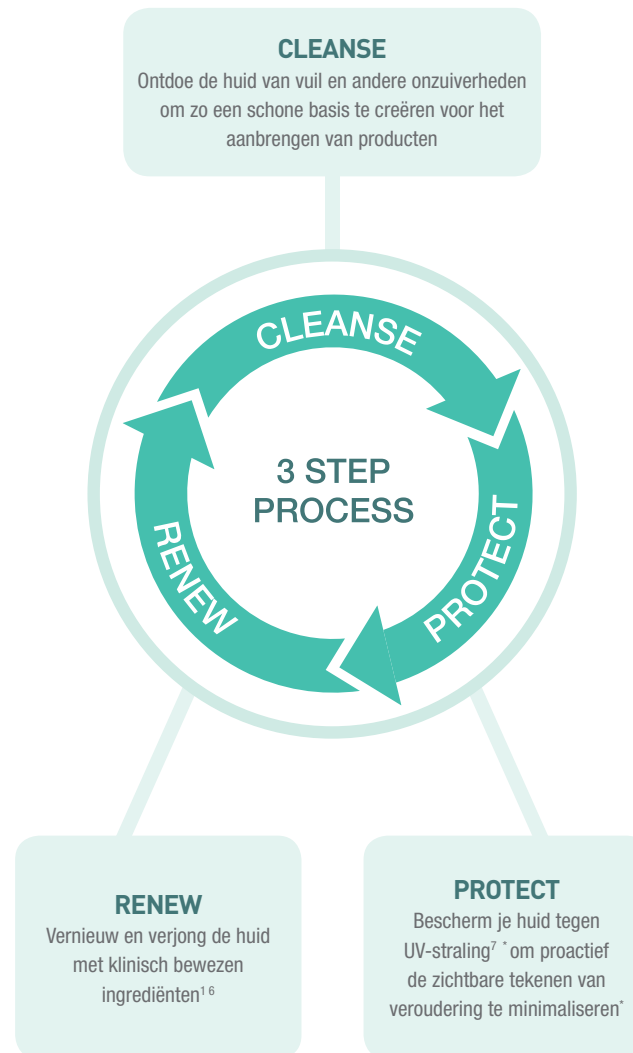 CLEANSE
Ontdoe de huid van vuil en andere onzuiverheden
om zo een schone basis te creëren voor het
aanbrengen van producten
CLEANSE
3 STEP
PROCESS
RENEW
PROTECT
RENEW
Vernieuw en verjong de huid
met klinisch bewezen
ingrediënten¹ ⁶
PROTECT
Bescherm je huid tegen
UV-straling⁷ * om proactief
de zichtbare tekenen van
veroudering te minimaliseren*